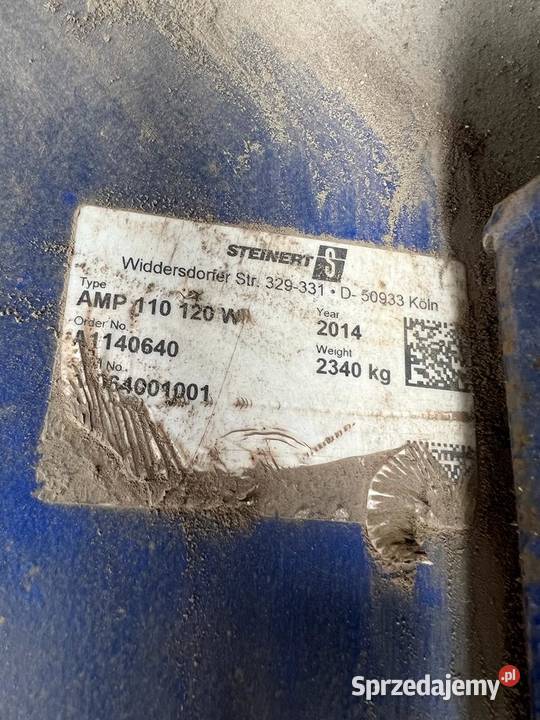 STEINERT S
Widdersdorfer Str. 329-331 • D- 50933 Köln
Type
AMP 110 120 W
Year
2014
Order No.
A1140640
Weight
2340 kg
l No
64001001
Sprzedajemy.pl